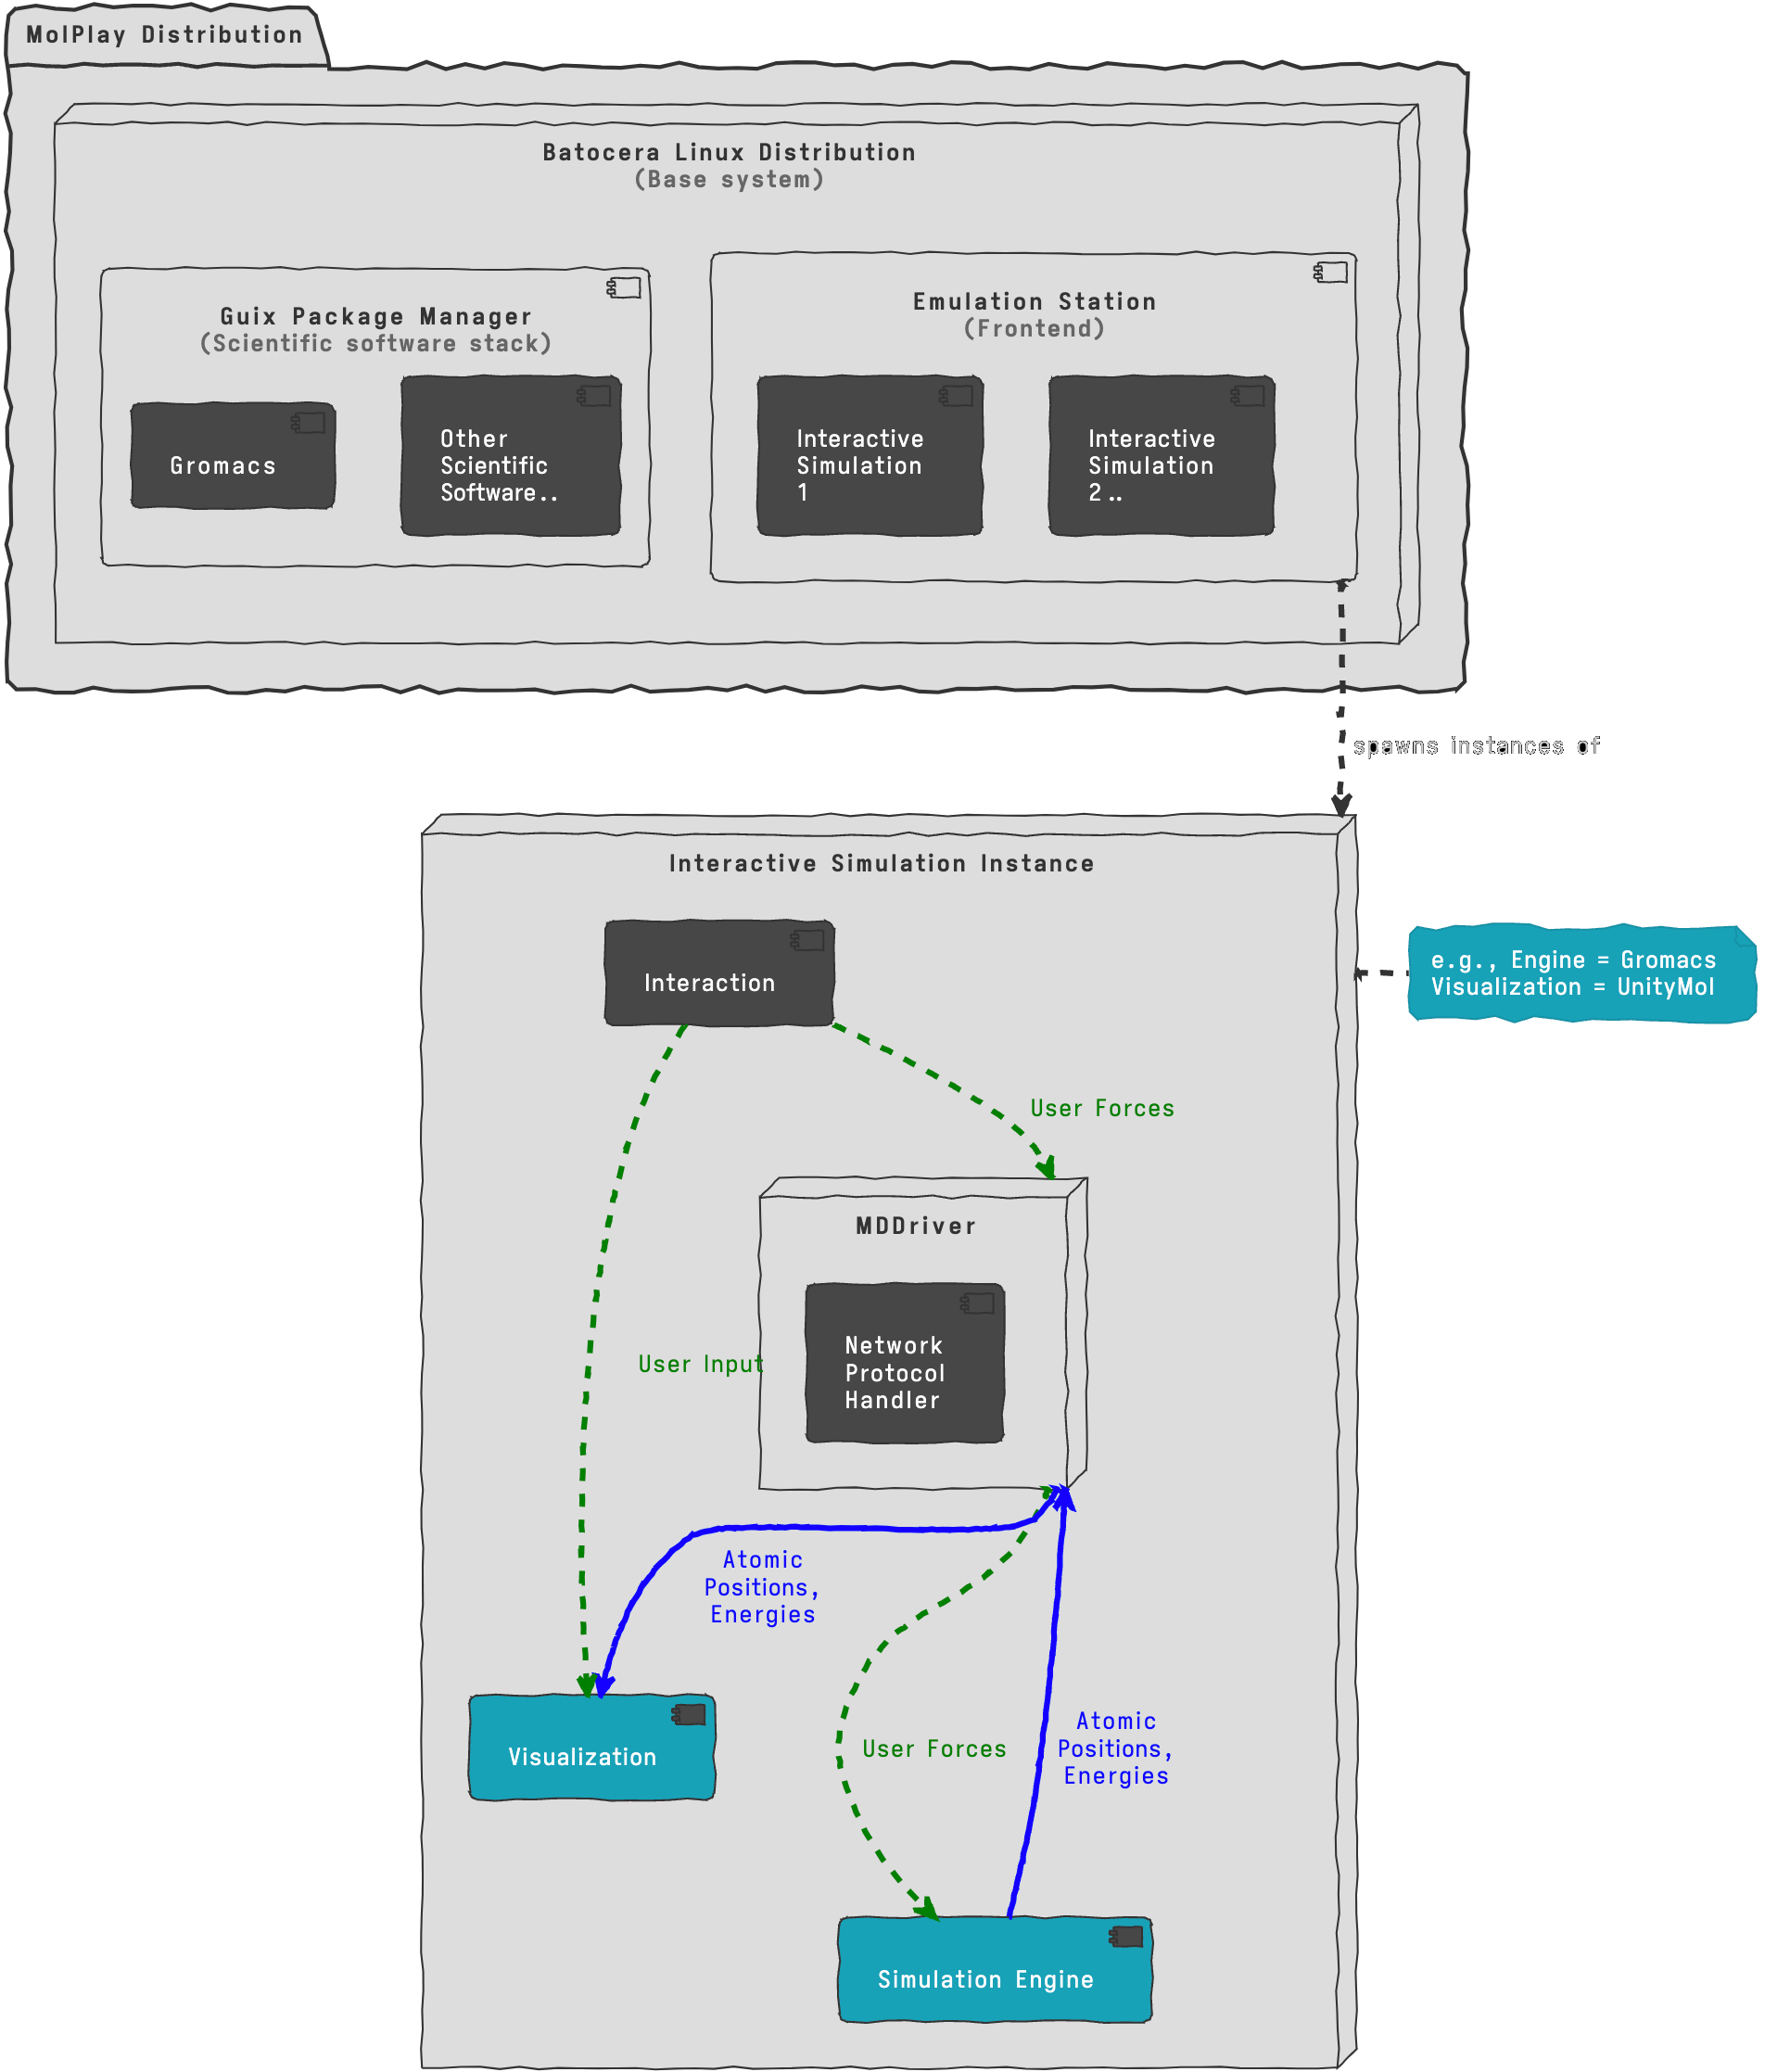 MolPlay Distribution
Batocera Linux Distribution
(Base system)
Guix Package Manager
(Scientific software stack)
Gromacs
Other
Scientific
Software..
Emulation Station
(Frontend)
Interactive
Simulation
1
Interactive
Simulation
2..
spawns instances of
Interactive Simulation Instance
Interaction
e.g., Engine = Gromacs
Visualization = UnityMol
User Forces
MDDriver
Network
Protocol
Handler
User Input
Atomic
Positions,
Energies
Visualization
User Forces
Atomic
Positions,
Energies
Simulation Engine